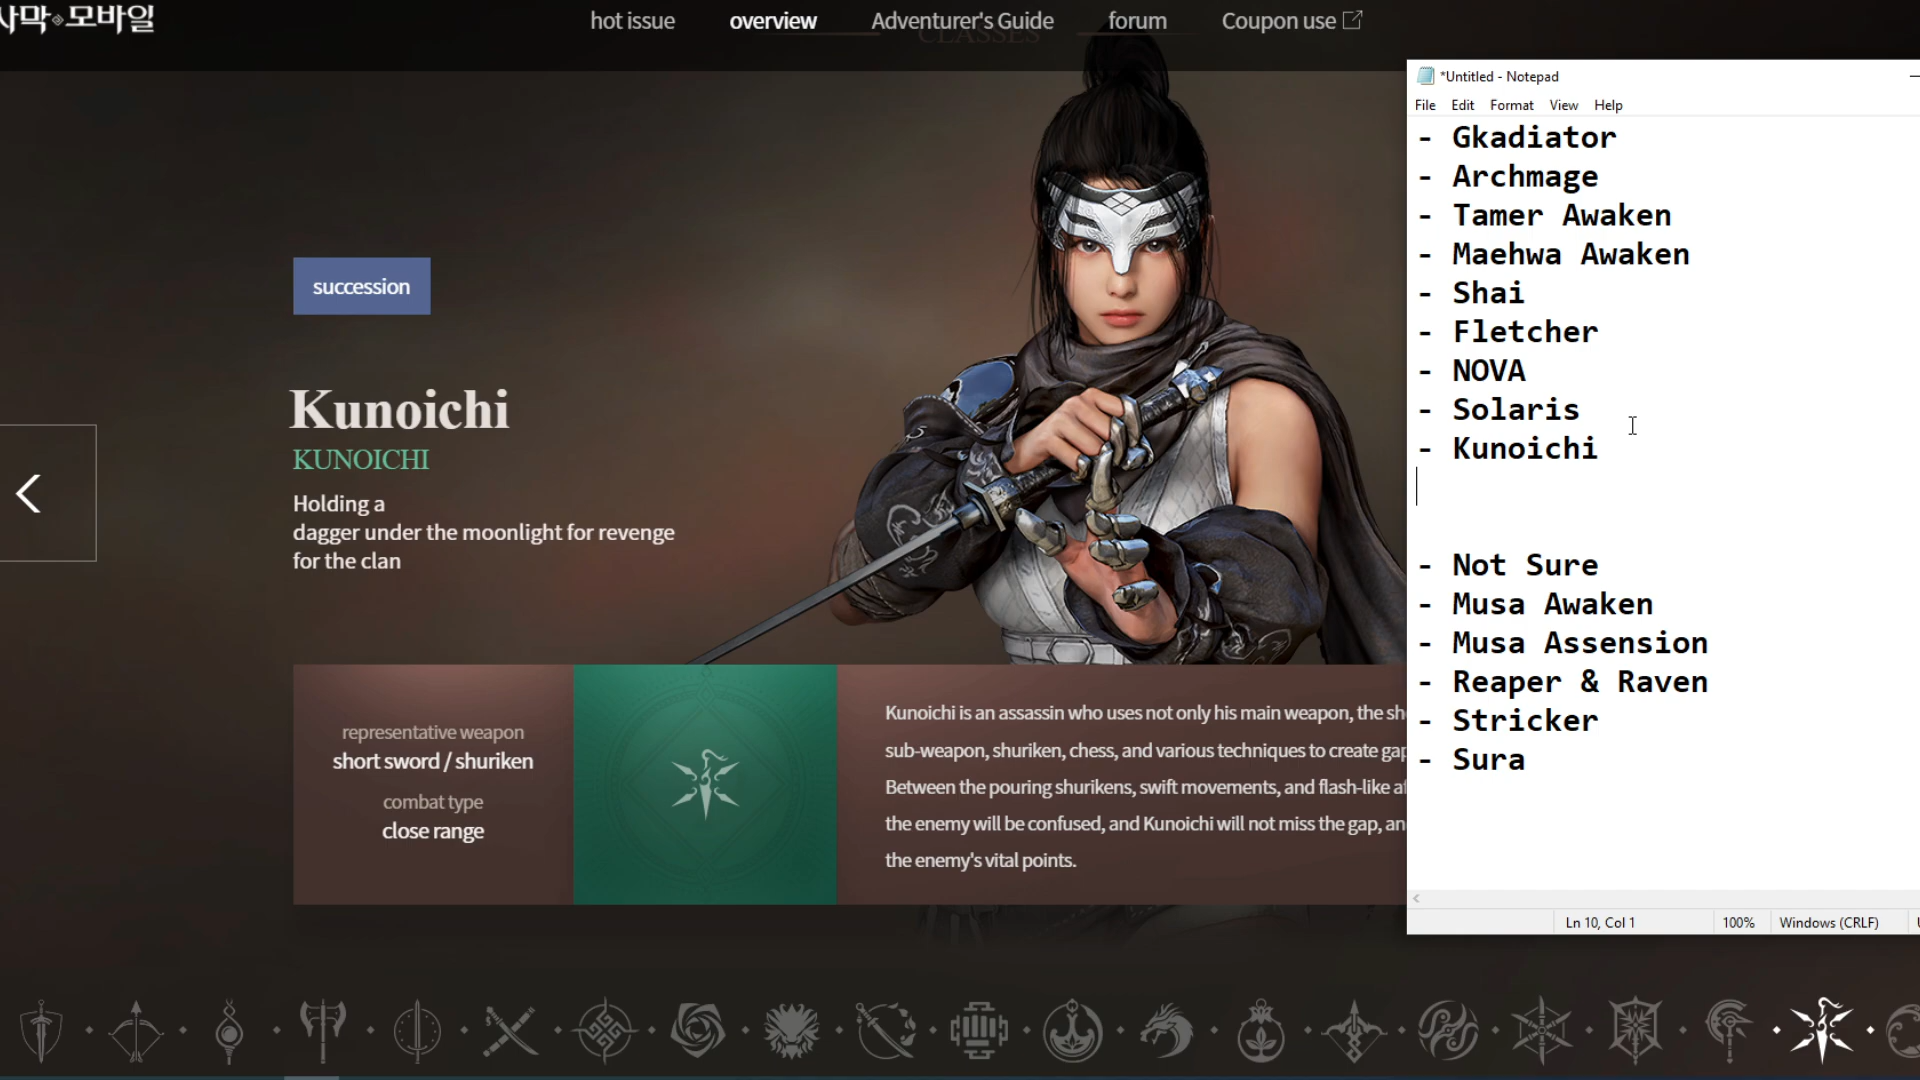 사막 모바일
hot issue overview Adventurer's Guide forum Coupon use
CLASSES
succession
Kunoichi
KUNOICHI
Holding a
dagger under the moonlight for revenge
for the clan
representative weapon
short sword / shuriken
combat type
close range
Kunoichi is an assassin who uses not only his main weapon, the
sub-weapon, shuriken, chess, and various techniques to create
Between the pouring shurikens, swift movements, and flash-like
the enemy will be confused, and Kunoichi will not miss the gap,
the enemy's vital points.
*Untitled - Notepad
File Edit Format View Help
- Gkadiator
- Archmage
- Tamer Awaken
- Maehwa Awaken
- Shai
- Fletcher
- NOVA
- Solaris
- Kunoichi
- Not Sure
- Musa Awaken
- Musa Assension
- Reaper & Raven
- Stricker
- Sura
Ln 10, Col 1 100% Windows (CRLF)